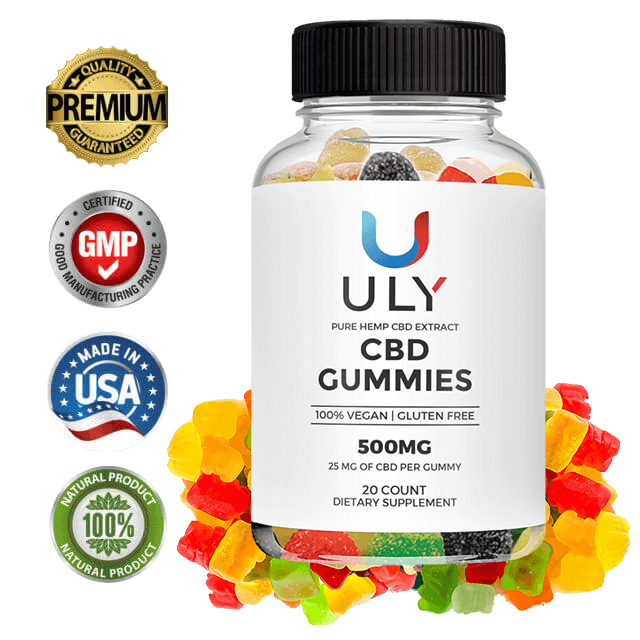 QUALITY
PREMIUM
GUARANTEED
CERTIFIED
GMP
GOOD MANUFACTURING PRACTICE
MADE IN
USA
NATURAL PRODUCT
100%
NATURAL PRODUCT
ULY
PURE HEMP CBD EXTRACT
CBD
GUMMIES
100% VEGAN | GLUTEN FREE
500MG
25 MG OF CBD PER GUMMY
20 COUNT
DIETARY SUPPLEMENT